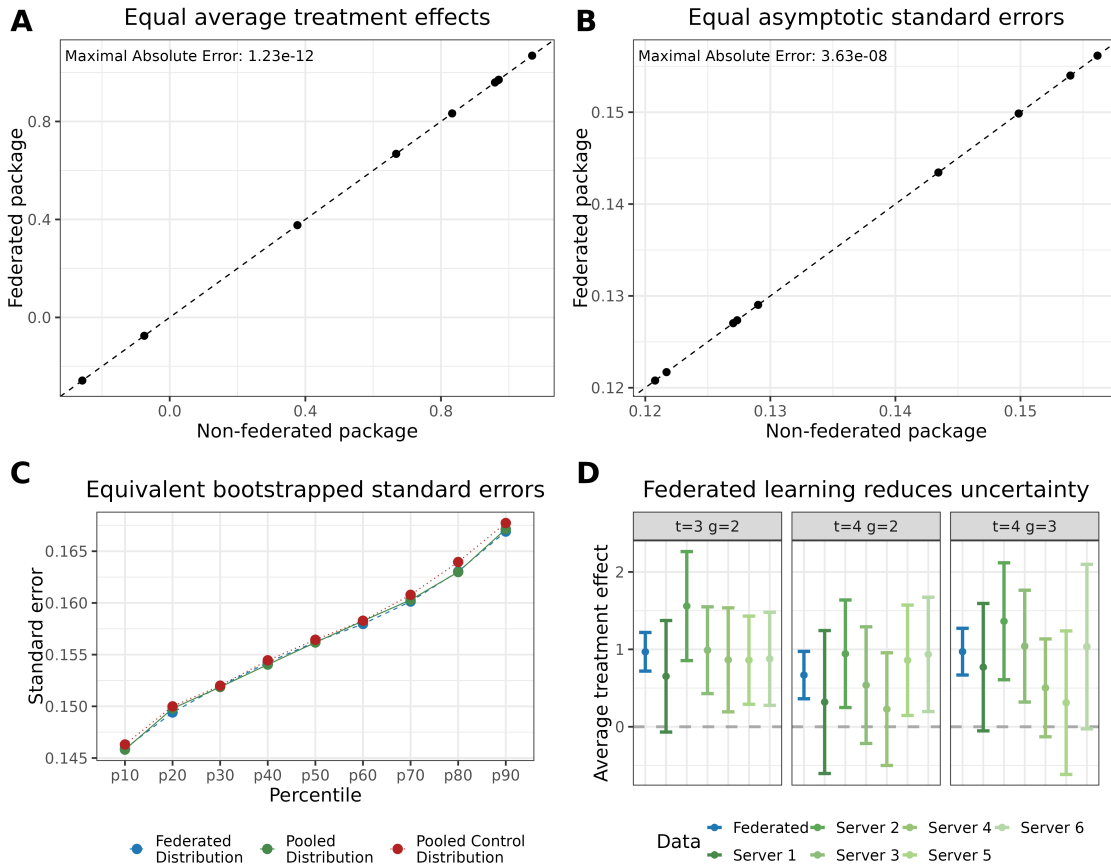 A
Equal average treatment effects
Maximal Absolute Error: 1.23e-12
Federated package
0.8
0.4
0.0
0.0
0.4
0.8
Non-federated package
B
Equal asymptotic standard errors
Maximal Absolute Error: 3.63e-08
Federated package
0.15
0.14
0.13
0.12
0.12
0.13
0.14
0.15
Non-federated package
C
Equivalent bootstrapped standard errors
Standard error
0.165
0.160
0.155
0.150
0.145
p10
p20
p30
p40
p50
p60
p70
p80
p90
Percentile
Federated
Distribution
Pooled
Distribution
Pooled Control
Distribution
D
Federated learning reduces uncertainty
t=3 g=2
t=4 g=2
t=4 g=3
Average treatment effect
2
1
0
Data
Federated
Server 1
Server 2
Server 3
Server 4
Server 5
Server 6